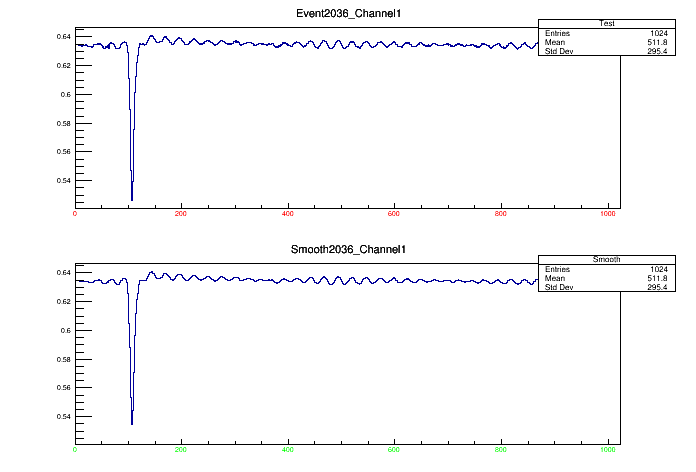 Event2036_Channel1
Test
Entries 1024
Mean 511.8
Std Dev 295.4
0.64
0.62
0.6
0.58
0.56
0.54
0 200 400 600 800 1000
Smooth2036_Channel1
Smooth
Entries 1024
Mean 511.8
Std Dev 295.4
0.64
0.62
0.6
0.58
0.56
0.54
0 200 400 600 800 1000